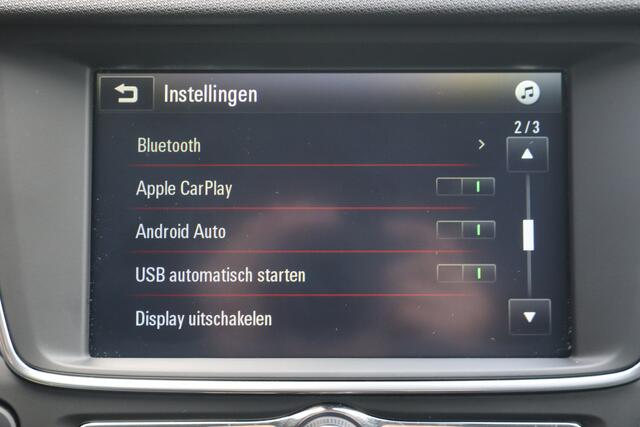 Instellingen
2/3
Bluetooth
Apple CarPlay
Android Auto
USB automatisch starten
Display uitschakelen